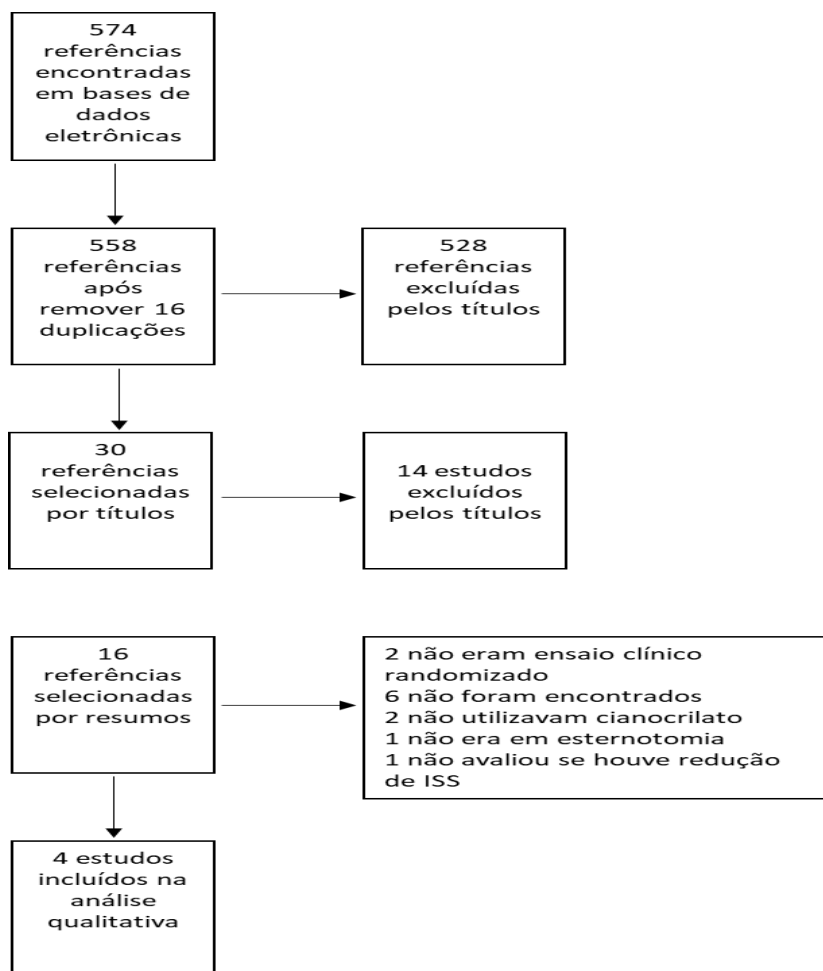 574
referências
encontradas
em bases de
dados
eletrônicas
558
referências
após
remover 16
duplicações
528
referências
excluídas
pelos títulos
30
referências
selecionadas
por títulos
14 estudos
excluídos
pelos títulos
16
referências
selecionadas
por resumos
2 não eram ensaio clínico
randomizado
6 não foram encontrados
2 não utilizavam cianocrilato
1 não era em esternotomia
1 não avaliou se houve redução
de ISS
4 estudos
incluídos na
análise
qualitativa